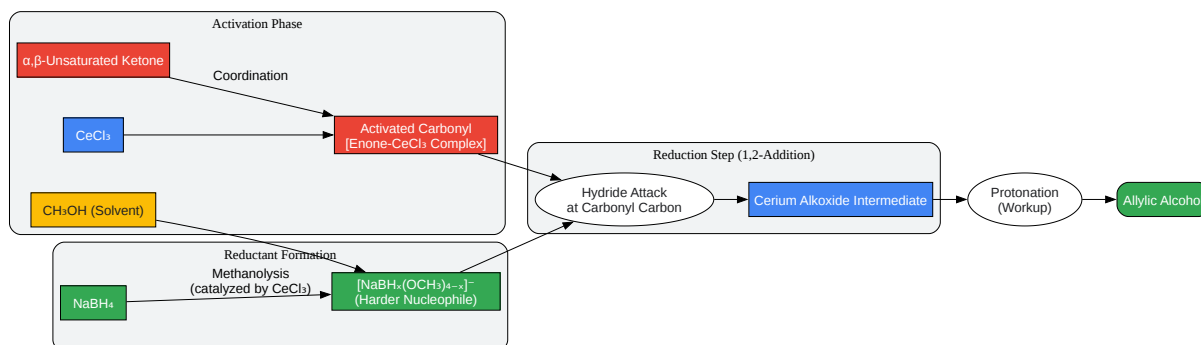 Activation Phase
α,β-Unsaturated Ketone
Coordination
CeCl₃
Activated Carbonyl
[Enone-CeCl₃ Complex]
CH₃OH (Solvent)
Reduction Step (1,2-Addition)
Hydride Attack
at Carbonyl Carbon
Cerium Alkoxide Intermediate
Protonation
(Workup)
Allylic Alcohol
Reductant Formation
Methanolysis
(catalyzed by CeCl₃)
NaBH₄
[NaBHₓ(OCH₃)₄₋ₓ]⁻
(Harder Nucleophile)